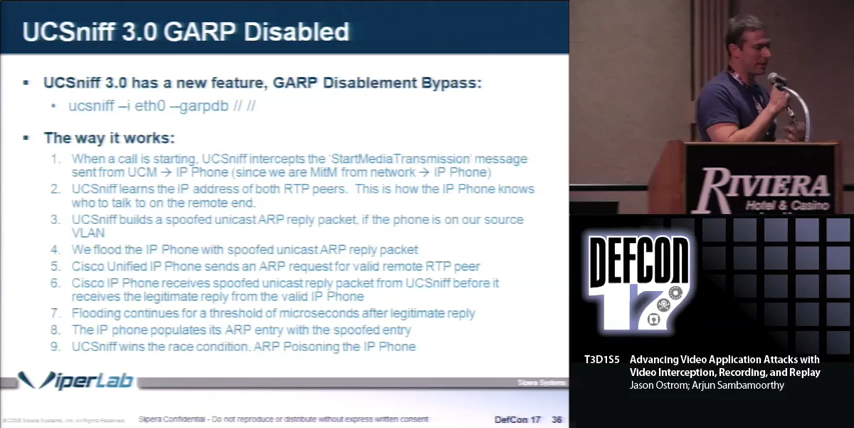 UCSniff 3.0 GARP Disabled
UCSniff 3.0 has a new feature, GARP Disablement Bypass:
ucsniff –i eth0 --garpdb // //
The way it works:
1. When a call is starting, UCSniff intercepts the 'StartMediaTransmission' message
sent from UCM → IP Phone (since we are MitM from network → IP Phone)
2. UCSniff learns the IP address of both RTP peers. This is how the IP Phone knows
who to talk to on the remote end.
3. UCSniff builds a spoofed unicast ARP reply packet, if the phone is on our source
VLAN
4. We flood the IP Phone with spoofed unicast ARP reply packet
5. Cisco Unified IP Phone sends an ARP request for valid remote RTP peer
6. Cisco IP Phone receives spoofed unicast reply packet from UCSniff before it
receives the legitimate reply from the valid IP Phone
7. Flooding continues for a threshold of microseconds after legitimate reply
8. The IP phone populates its ARP entry with the spoofed entry
9. UCSniff wins the race condition, ARP Poisoning the IP Phone
ViperLab
Sipera Systems
© 2009 Sipera Systems, Inc. All Rights Reserved.
Sipera Confidential - Do not reproduce or distribute without express written consent
DefCon 17 36
RIVIERA
Hotel & Casino
DEFCON
17
T3D1S5 Advancing Video Application Attacks with
Video Interception, Recording, and Replay
Jason Ostrom; Arjun Sambamoorthy